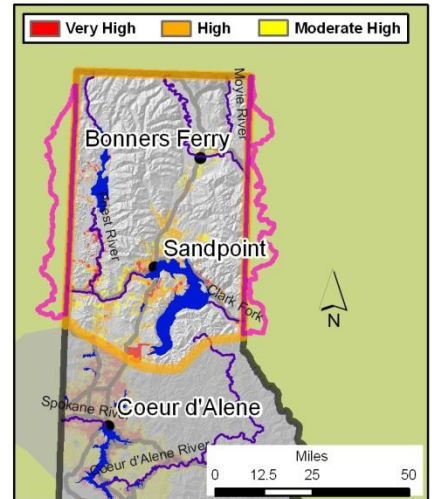 Very High High Moderate High
Moyie River
Bonners Ferry
Priest River
Sandpoint
Clark Fork
N
Spokane River
Coeur d'Alene
Coeur d'Alene River
Miles
0 12.5 25 50